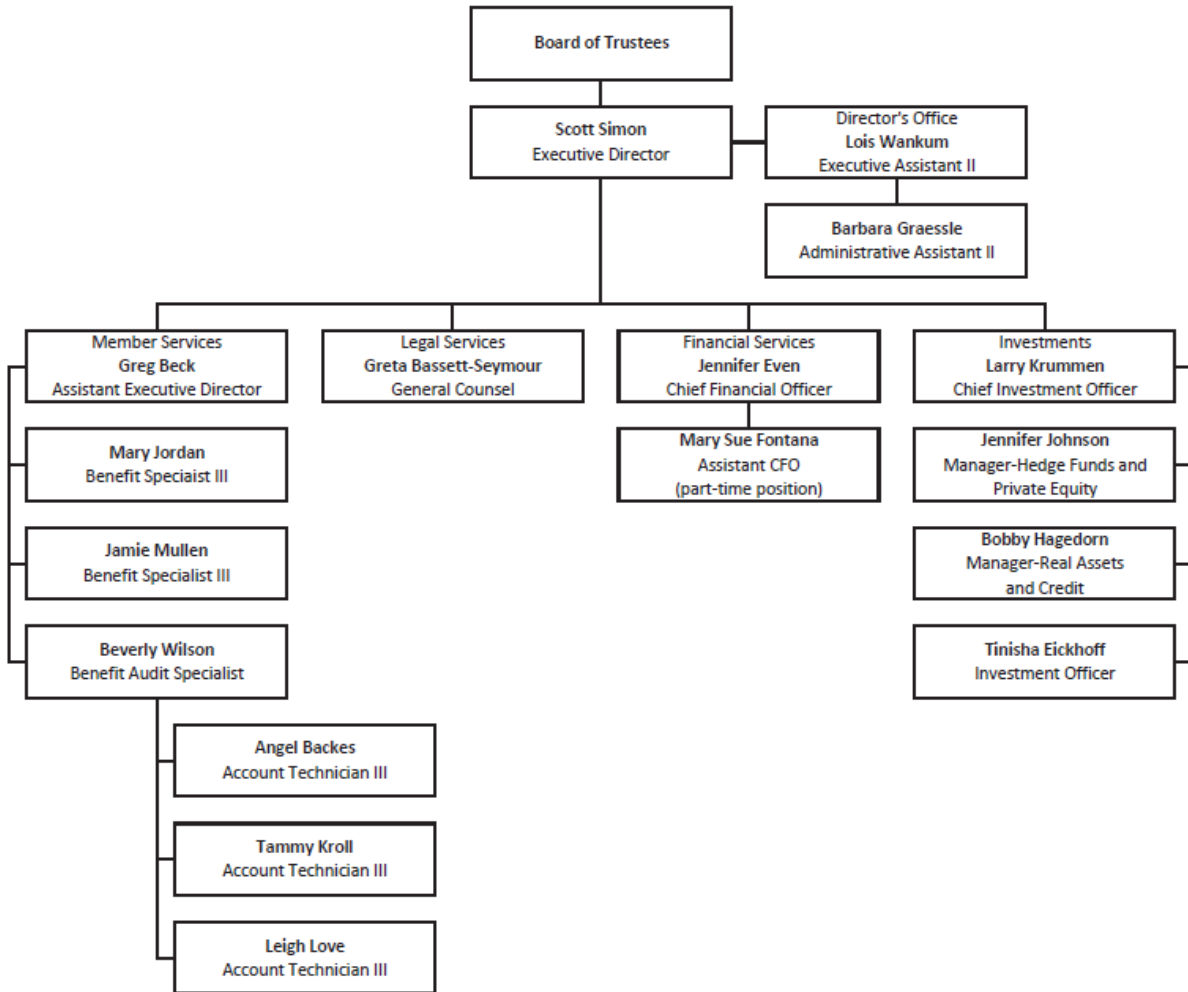 Board of Trustees
Scott Simon
Executive Director
Director's Office
Lois Wankum
Executive Assistant II
Barbara Graessle
Administrative Assistant II
Member Services
Greg Beck
Assistant Executive Director
Legal Services
Greta Bassett-Seymour
General Counsel
Financial Services
Jennifer Even
Chief Financial Officer
Investments
Larry Krummen
Chief Investment Officer
Mary Jordan
Benefit Speciaist III
Mary Sue Fontana
Assistant CFO
(part-time position)
Jennifer Johnson
Manager-Hedge Funds and
Private Equity
Jamie Mullen
Benefit Specialist III
Bobby Hagedorn
Manager-Real Assets
and Credit
Beverly Wilson
Benefit Audit Specialist
Tinisha Eickhoff
Investment Officer
Angel Backes
Account Technician III
Tammy Kroll
Account Technician III
Leigh Love
Account Technician III